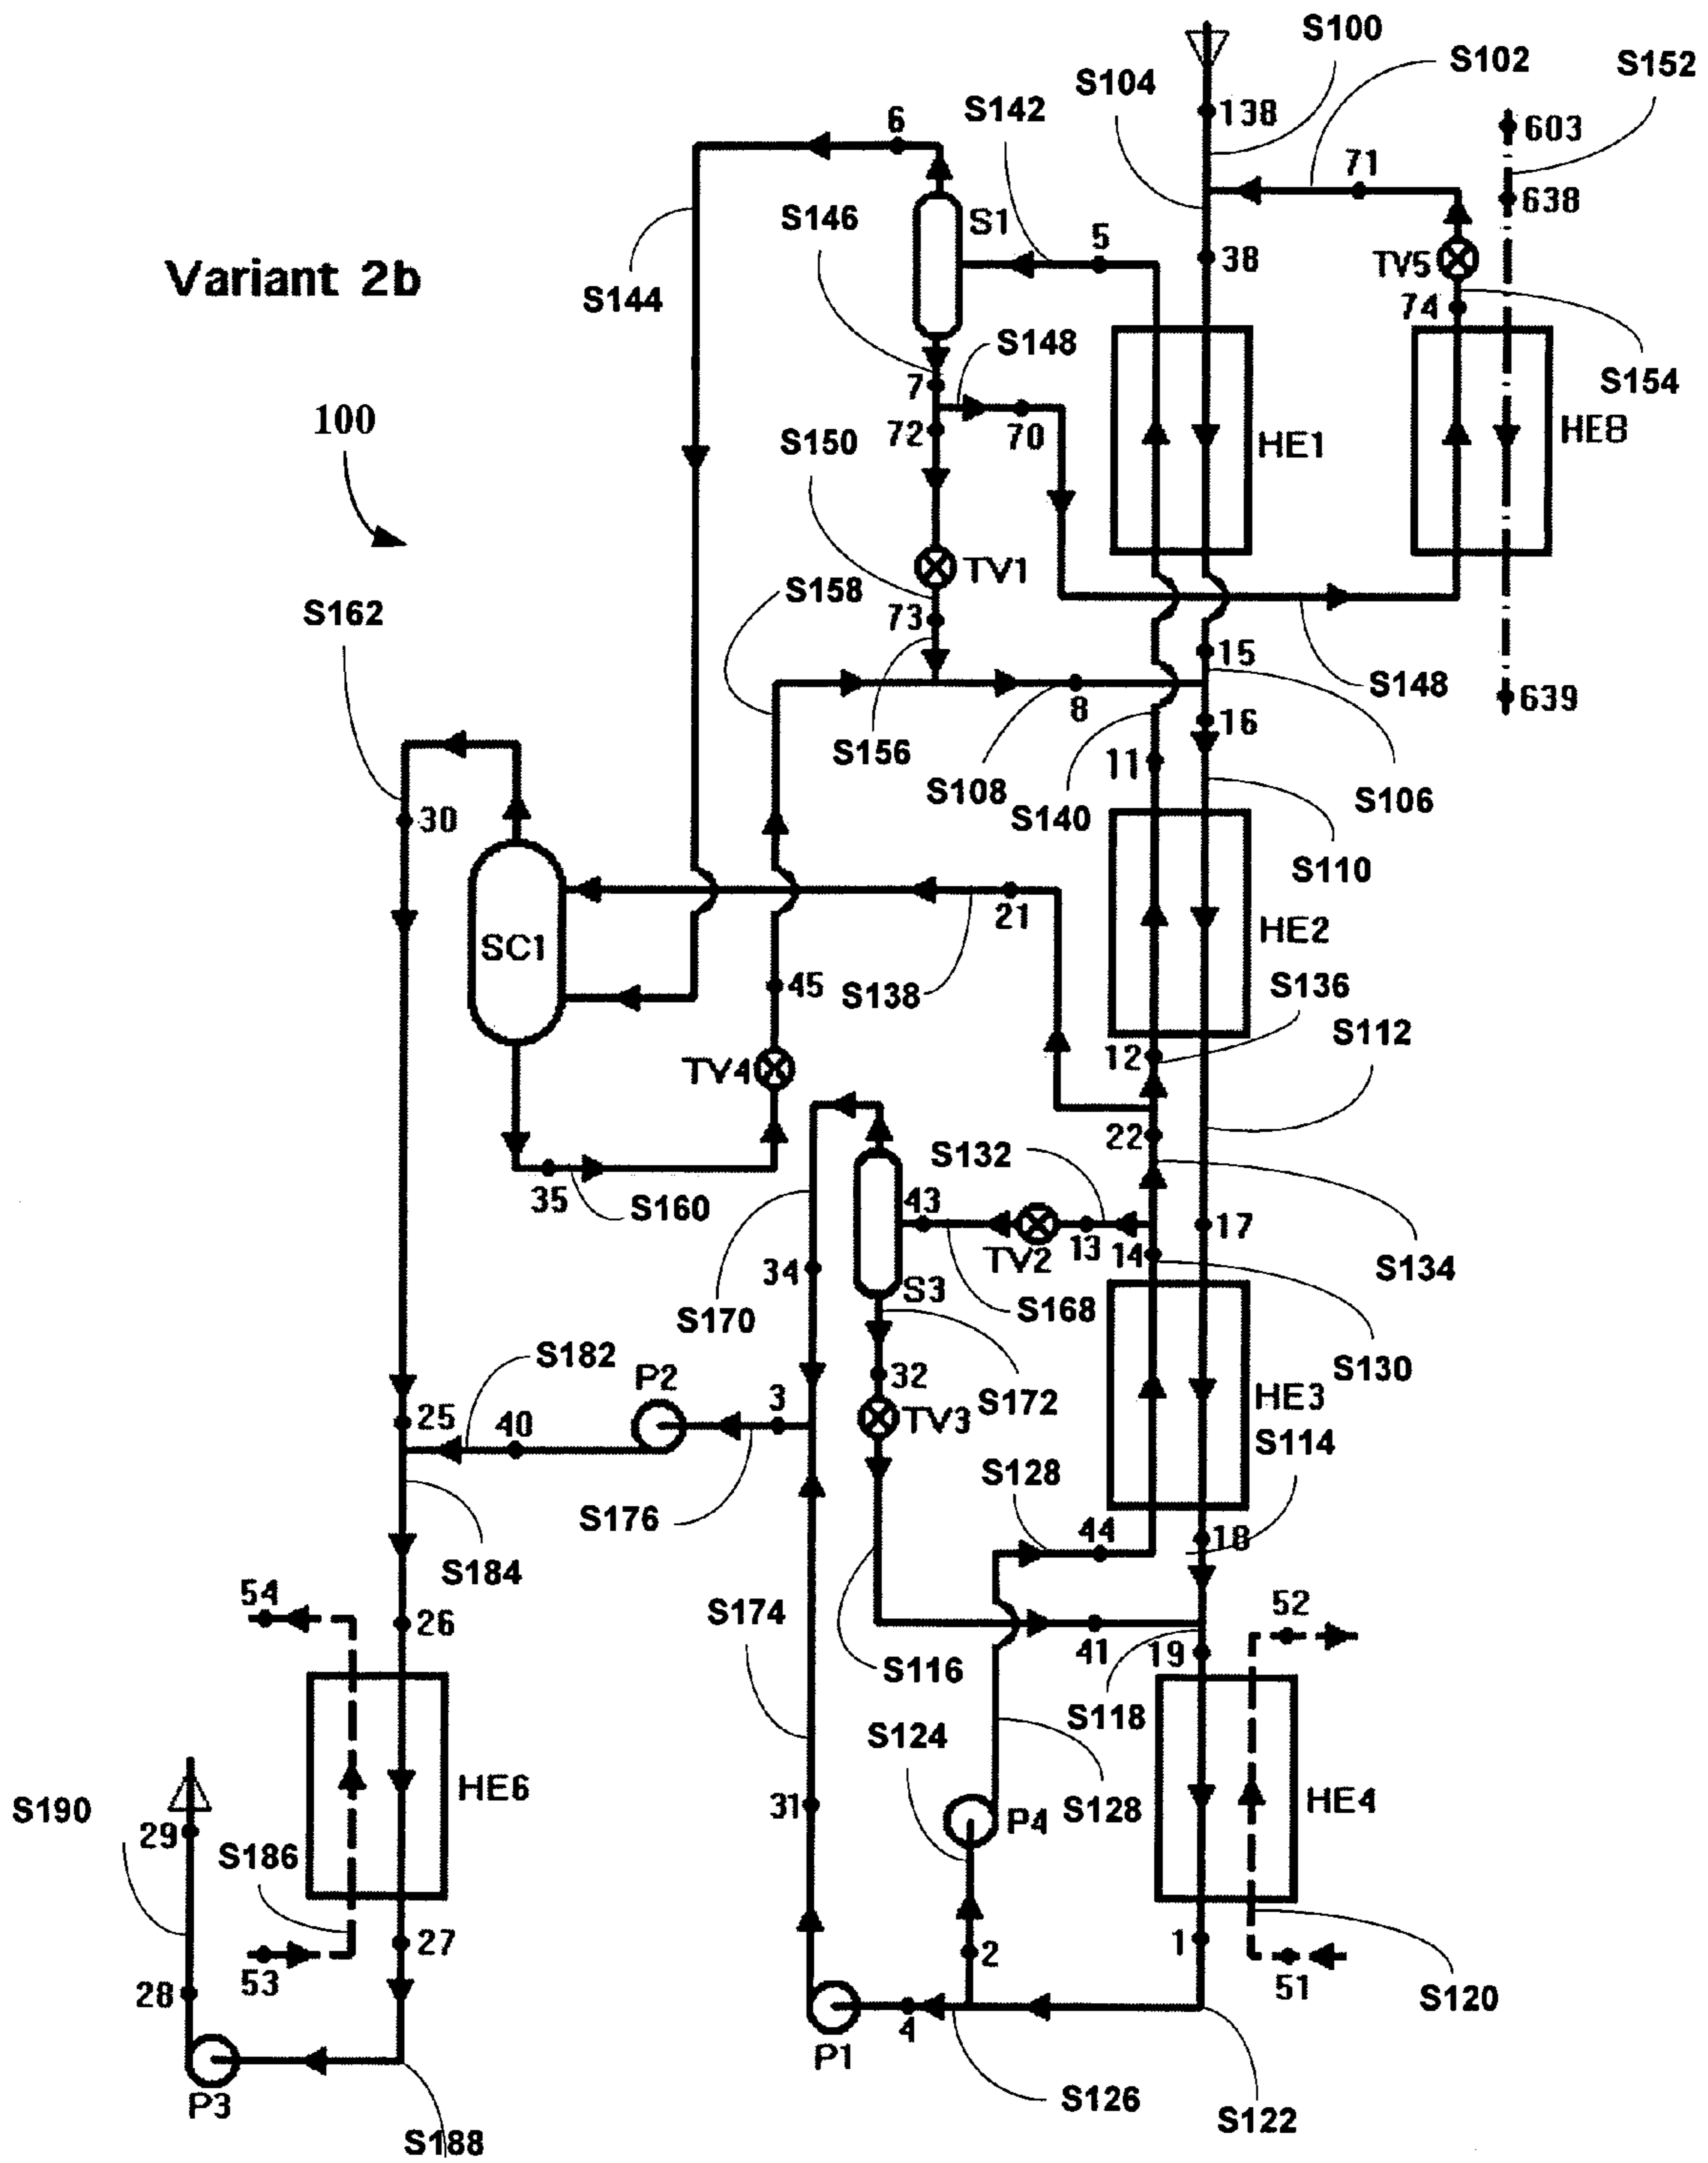 S100
S102
S152
S104
S142
6
138
603
71
638
S146
S1
5
38
TV5
Variant 2b
S144
74
S148
7
S154
100
72
70
S150
HE1
HE8
TV1
S158
S162
73
15
S148
8
639
16
S156
11
S108
S106
S140
30
S110
21
SC1
HE2
45
S138
S136
S112
12
TV4
22
S132
35
S160
43
17
13
14
TV2
S134
34
S3
S168
S170
S182
P2
S130
32
3
S172
HE3
25
40
TV3
S114
S128
S176
44
18
S184
54
52
S174
26
41
19
S116
S118
S124
HE6
31
P4
S128
HE4
S190
29
S186
27
2
1
53
28
4
51
S120
P1
P3
S126
S122
S188